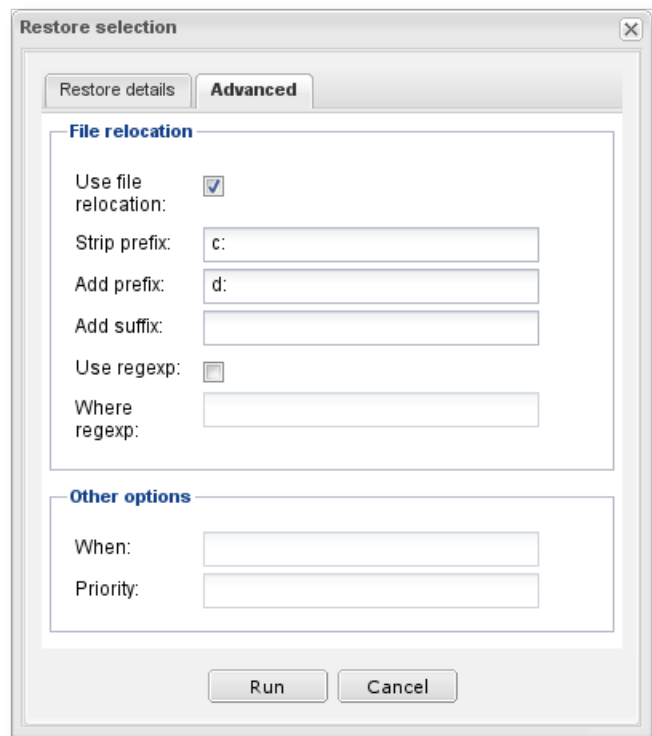 Restore selection
Restore details
Advanced
File relocation
Use file
relocation:
Strip prefix:
c:
Add prefix:
d:
Add suffix:
Use regexp:
Where
regexp:
Other options
When:
Priority:
Run
Cancel